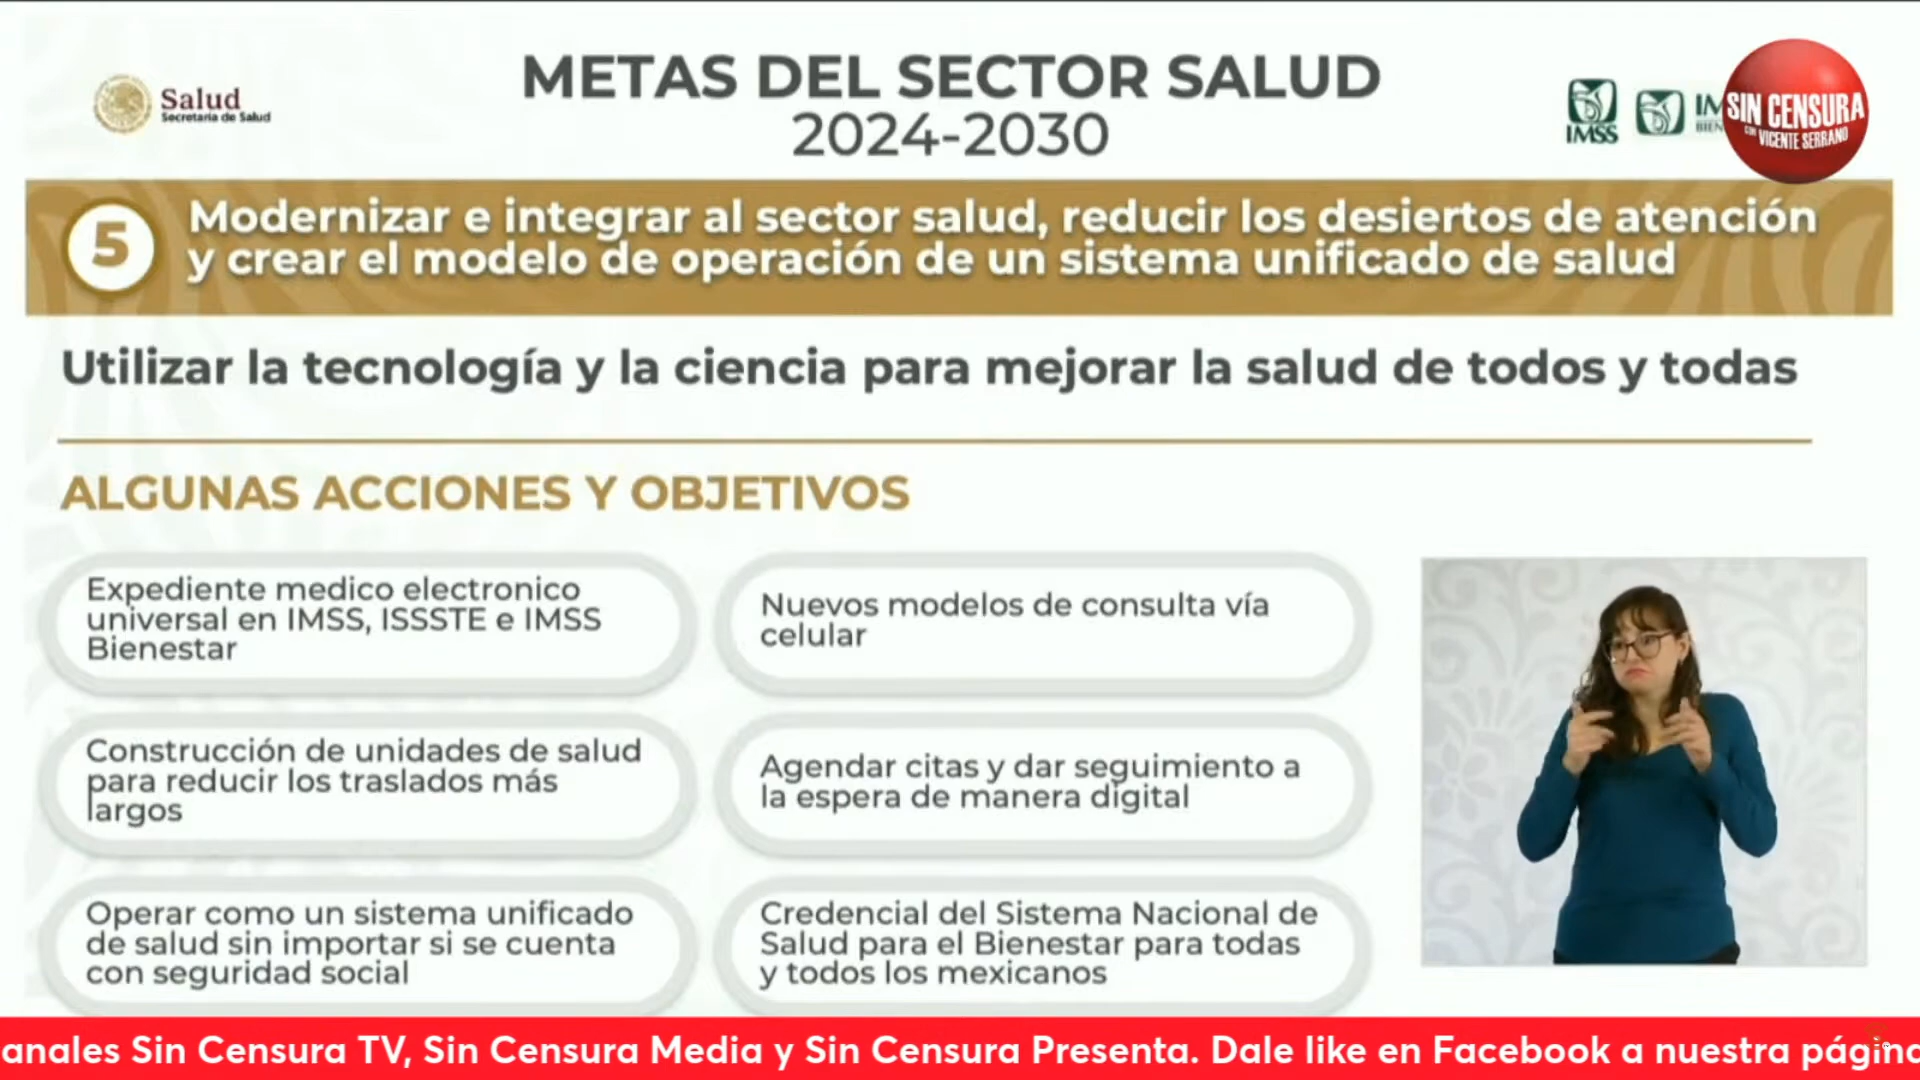 METAS DEL SECTOR SALUD
2024-2030
Salud
Secretaría de Salud
IMSS
SIN CENSURA
CON VICENTE SERRANO
5
Modernizar e integrar al sector salud, reducir los desiertos de atención
y crear el modelo de operación de un sistema unificado de salud
Utilizar la tecnología y la ciencia para mejorar la salud de todos y todas
ALGUNAS ACCIONES Y OBJETIVOS
Expediente medico electronico
universal en IMSS, ISSSTE e IMSS
Bienestar
Nuevos modelos de consulta vía
celular
Construcción de unidades de salud
para reducir los traslados más
largos
Agendar citas y dar seguimiento a
la espera de manera digital
Operar como un sistema unificado
de salud sin importar si se cuenta
con seguridad social
Credencial del Sistema Nacional de
Salud para el Bienestar para todas
y todos los mexicanos
anales Sin Censura TV, Sin Censura Media y Sin Censura Presenta. Dale like en Facebook a nuestra página